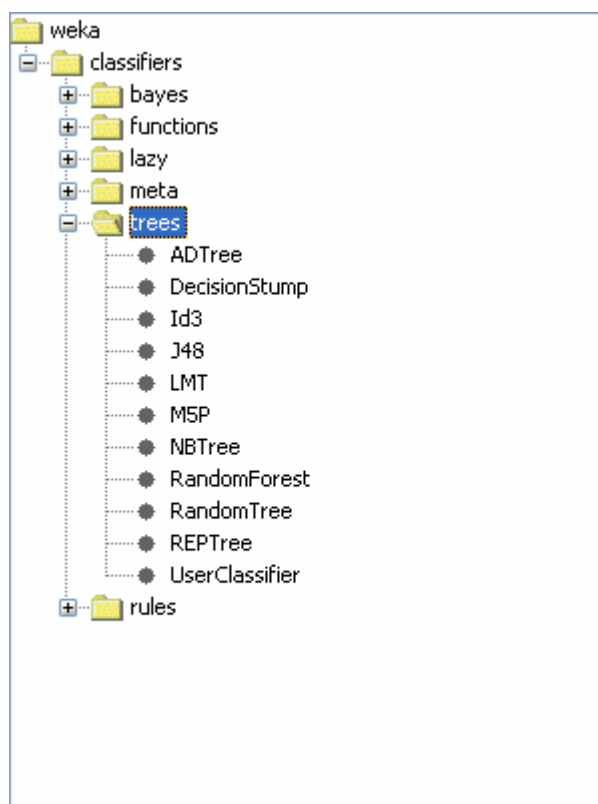 weka
classifiers
bayes
functions
lazy
meta
trees
ADTree
DecisionStump
Id3
J48
LMT
M5P
NBTree
RandomForest
RandomTree
REPTree
UserClassifier
rules